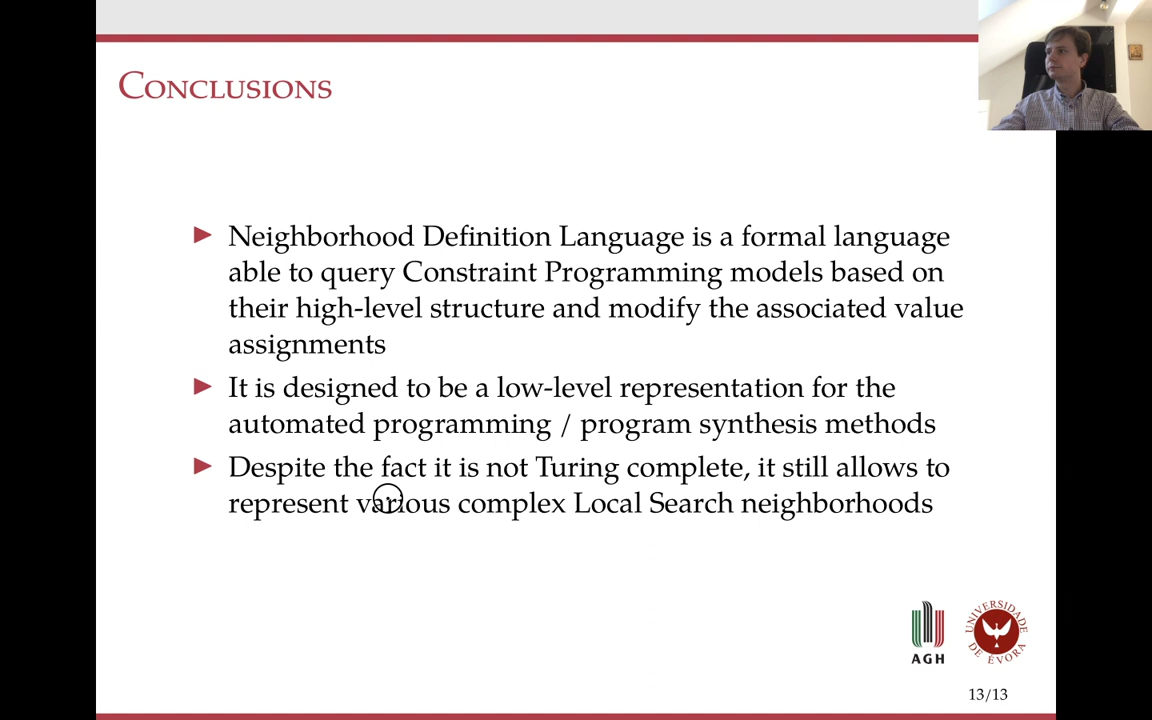 Conclusions
Neighborhood Definition Language is a formal language
able to query Constraint Programming models based on
their high-level structure and modify the associated value
assignments
It is designed to be a low-level representation for the
automated programming / program synthesis methods
Despite the fact it is not Turing complete, it still allows to
represent various complex Local Search neighborhoods
AGH
UNIVERSIDADE
DE ÉVORA
13/13